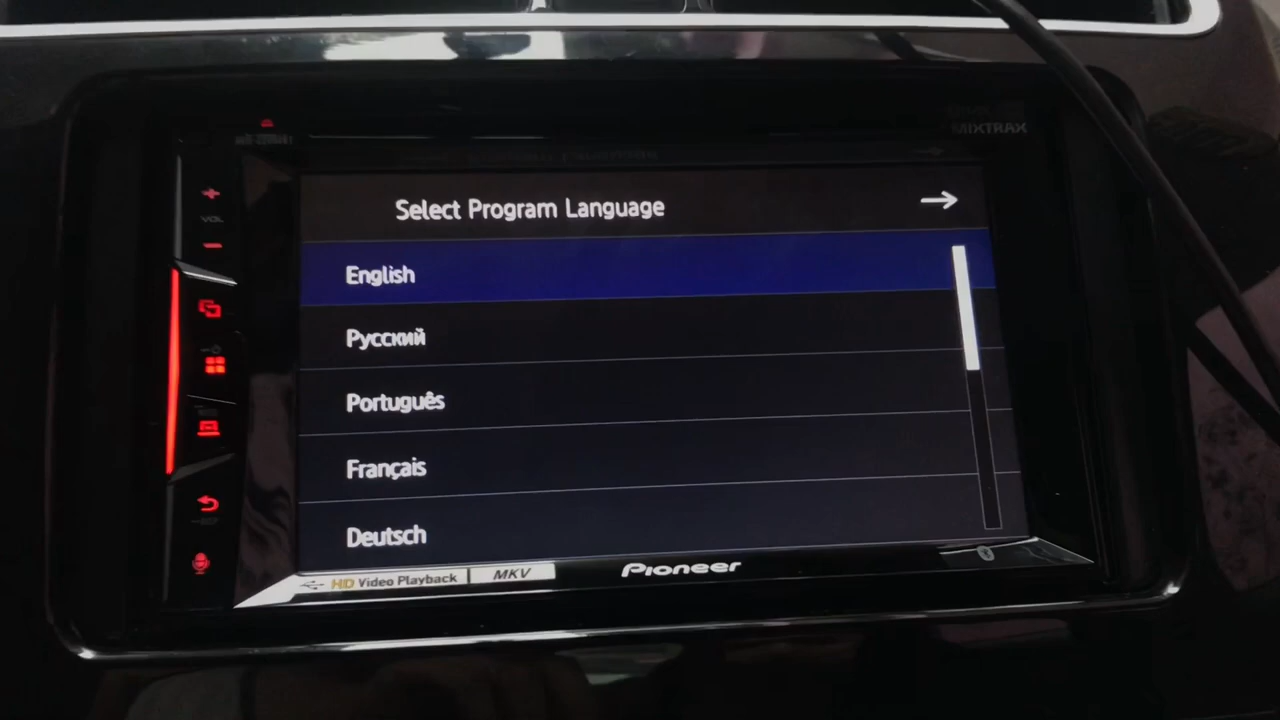 MIXTRAX
VOL
Select Program Language
English
Русский
Português
Français
Deutsch
HD Video Playback
MKV
Pioneer